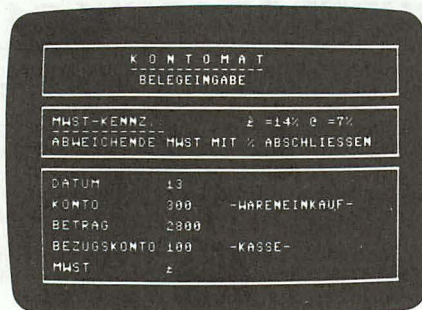 KONTOMAT
BELEGEINGABE
MWST-KENNZ.: £ =14% @ =7%
ABWEICHENDE MWST MIT % ABSCHLIESSEN
DATUM 13
KONTO 300 -WARENEINKAUF-
BETRAG 2800
BEZUGSKONTO 100 -KASSE-
MWST £